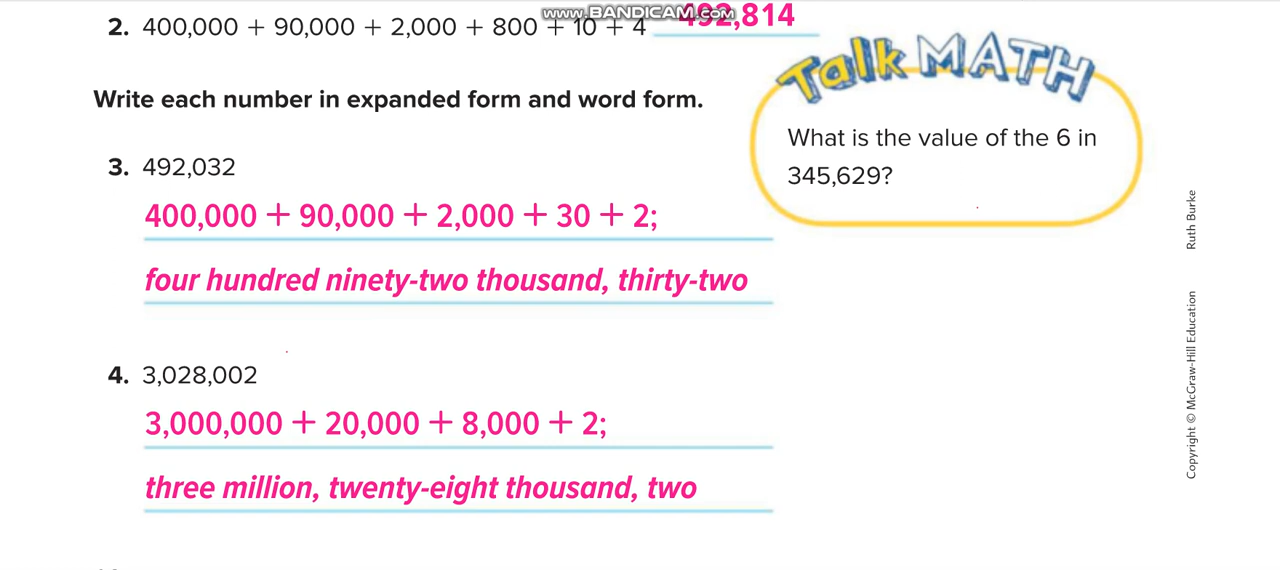 www.BANDICAM.com
2. 400,000 + 90,000 + 2,000 + 800 + 10 + 4 492,814
Talk MATH
Write each number in expanded form and word form.
What is the value of the 6 in
345,629?
3. 492,032
400,000 + 90,000 + 2,000 + 30 + 2;
four hundred ninety-two thousand, thirty-two
4. 3,028,002
3,000,000 + 20,000 + 8,000 + 2;
three million, twenty-eight thousand, two
Copyright © McGraw-Hill Education Ruth Burke